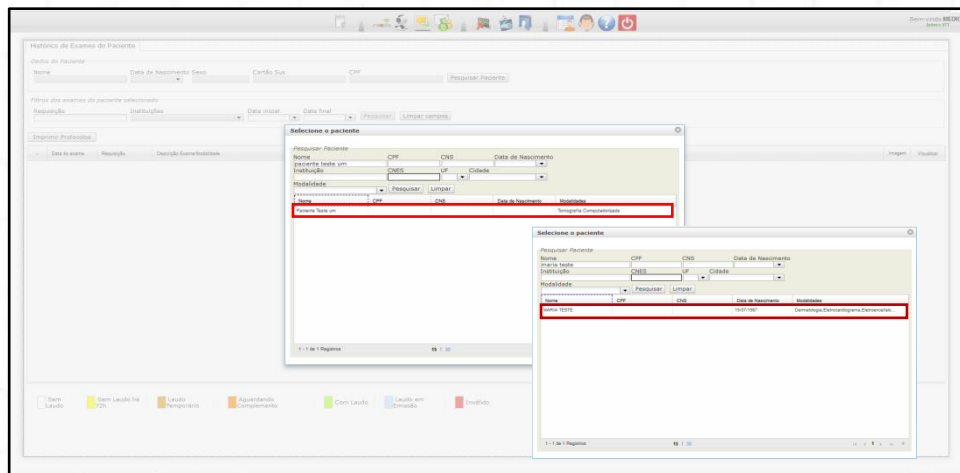 Bem-vindo MEDIC
Histórico de Exames do Paciente
Dados do Paciente
Nome Data de Nascimento Sexo Cartão Sus CPF
Pesquisar Paciente
Filtros dos exames do paciente selecionado
Requisição Instituições Data inicial Data final
Pesquisar Limpar campos
Imprimir Protocolos
Data do exame Requisição Descrição Exame/Modalidade Imagem Visualizar
Selecione o paciente
Pesquisar Paciente
Nome CPF CNS Data de Nascimento
paciente teste um
Instituição CNES UF Cidade
Modalidade
Pesquisar Limpar
Nome CPF CNS Data de Nascimento Modalidades
Paciente Teste um Tomografia Computadorizada
1 - 1 de 1 Registros 15 | 50
Selecione o paciente
Pesquisar Paciente
Nome CPF CNS Data de Nascimento
maria teste
Instituição CNES UF Cidade
Modalidade
Pesquisar Limpar
Nome CPF CNS Data de Nascimento Modalidades
MARIA TESTE Dermatologia,Eletrocardiograma,
1 - 1 de 1 Registros 15 | 50 1
Sem Laudo
Sem Laudo há 72h
Laudo Temporário
Aguardando Complemento
Com Laudo
Laudo em Emissão
Inválido